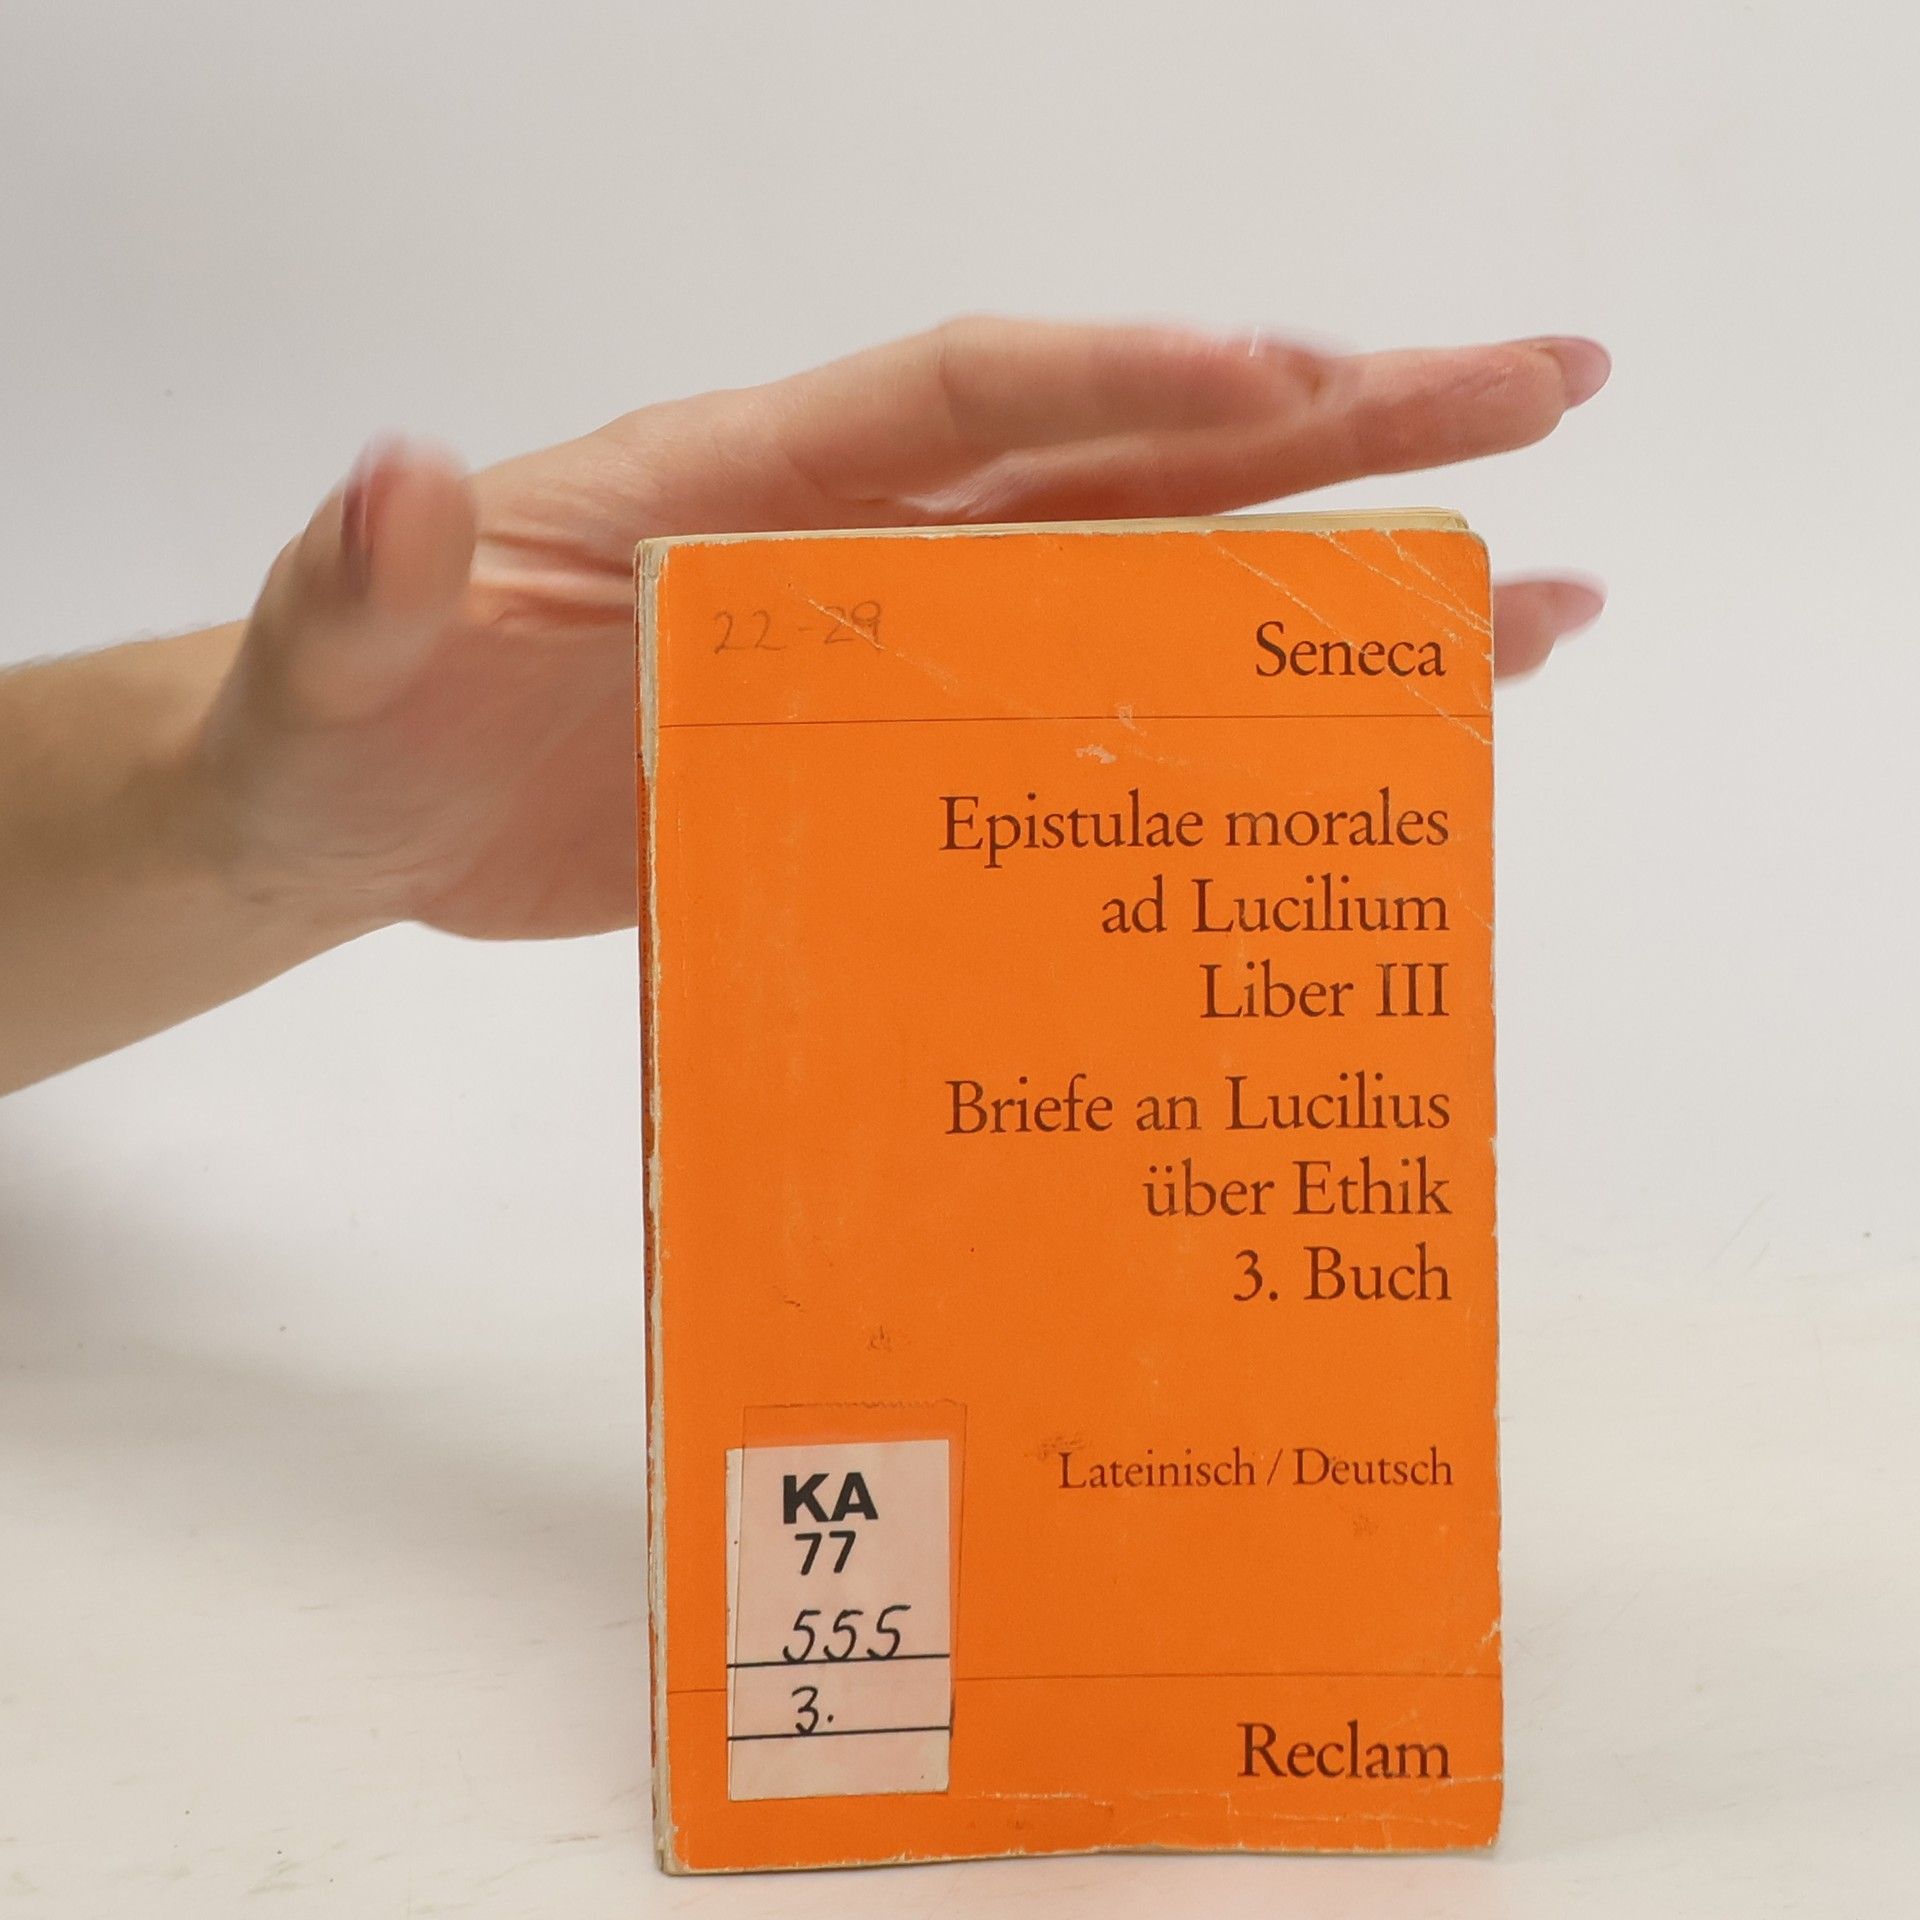 22-29
Seneca
Epistulae morales
ad Lucilium
Liber III
Briefe an Lucilius
über Ethik
3. Buch
Lateinisch / Deutsch
KA
77
555
3.
Reclam